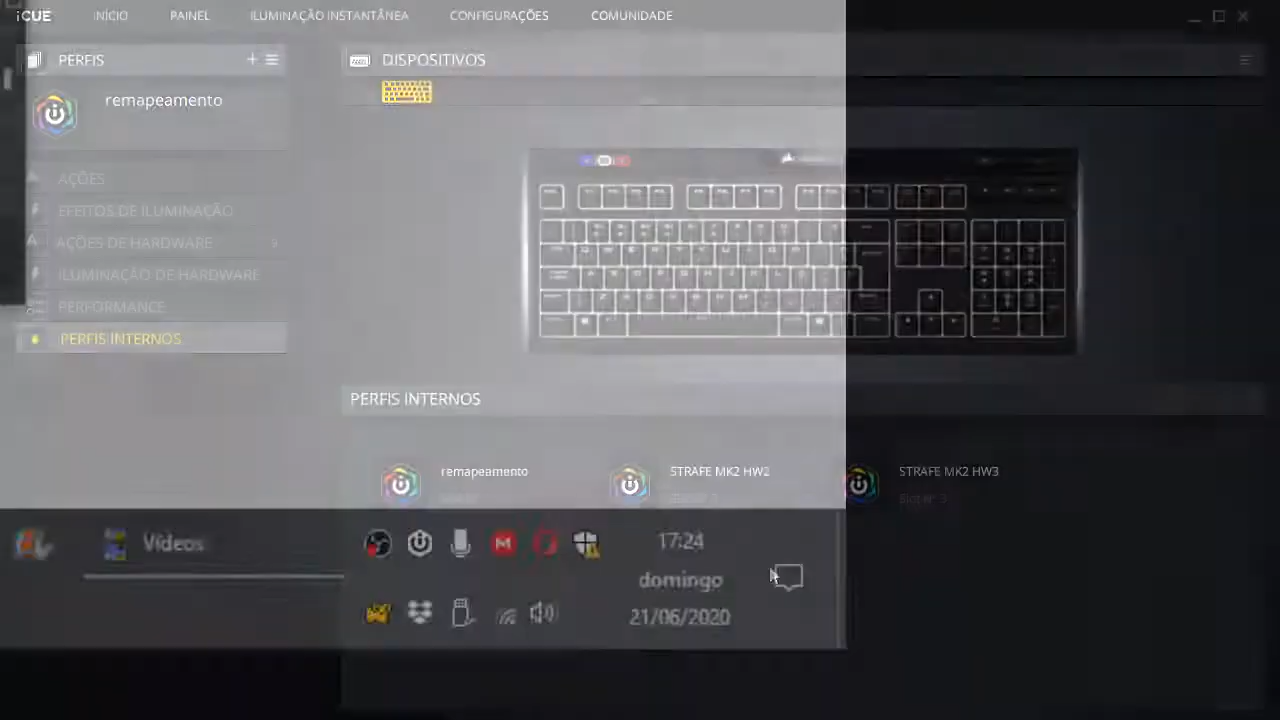 iCUE INÍCIO PAINEL ILUMINAÇÃO INSTANTÂNEA CONFIGURAÇÕES COMUNIDADE
PERFIS
remapeamento
AÇÕES
EFEITOS DE ILUMINAÇÃO
AÇÕES DE HARDWARE 9
ILUMINAÇÃO DE HARDWARE
PERFORMANCE
PERFIS INTERNOS
DISPOSITIVOS
PERFIS INTERNOS
remapeamento
STRAFE MK2 HW2
STRAFE MK2 HW3
Vídeos
17:24
domingo
21/06/2020